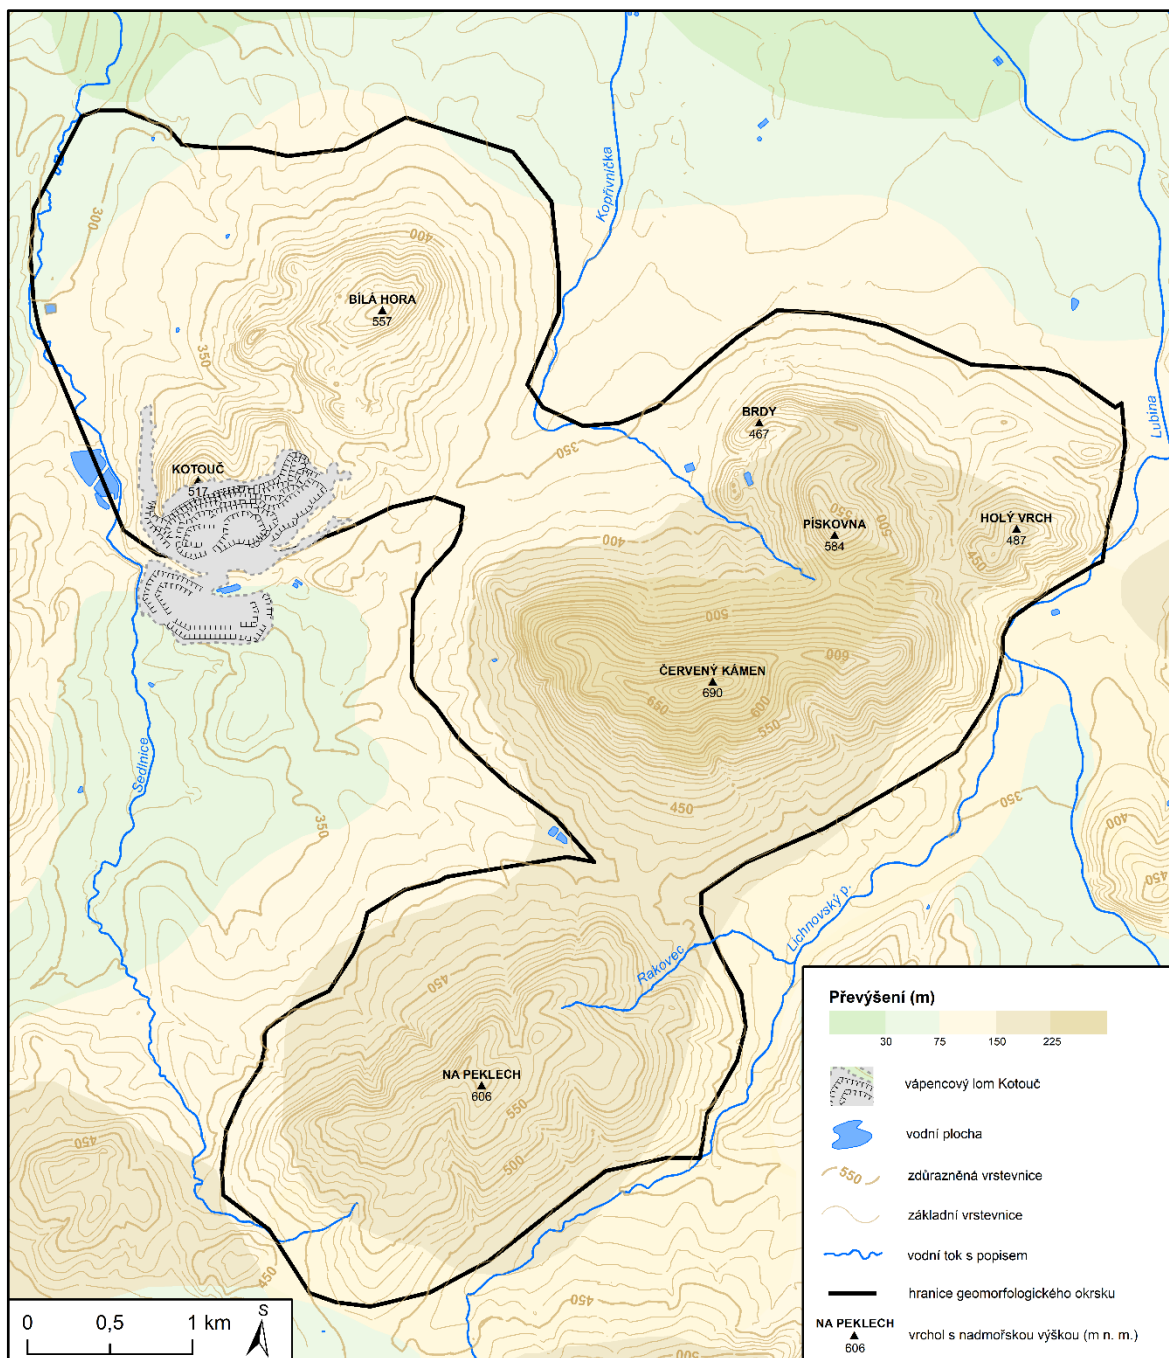 300
400
Kopřivnička
BÍLÁ HORA
557
350
Lubina
BRDY
467
350
KOTOUČ
517
400
550
500
PÍSKOVNA
584
HOLÝ VRCH
487
450
500
600
ČERVENÝ KÁMEN
690
650
600
550
Sedlnice
350
450
350
400
450
Lichnovský p.
Rakovec
450
NA PEKLECH
606
550
500
450
450
450
Převýšení (m)
30 75 150 225
vápencový lom Kotouč
vodní plocha
550 zdůrazněná vrstevnice
základní vrstevnice
vodní tok s popisem
hranice geomorfologického okrsku
NA PEKLECH
606
vrchol s nadmořskou výškou (m n. m.)
0 0,5 1 km
S